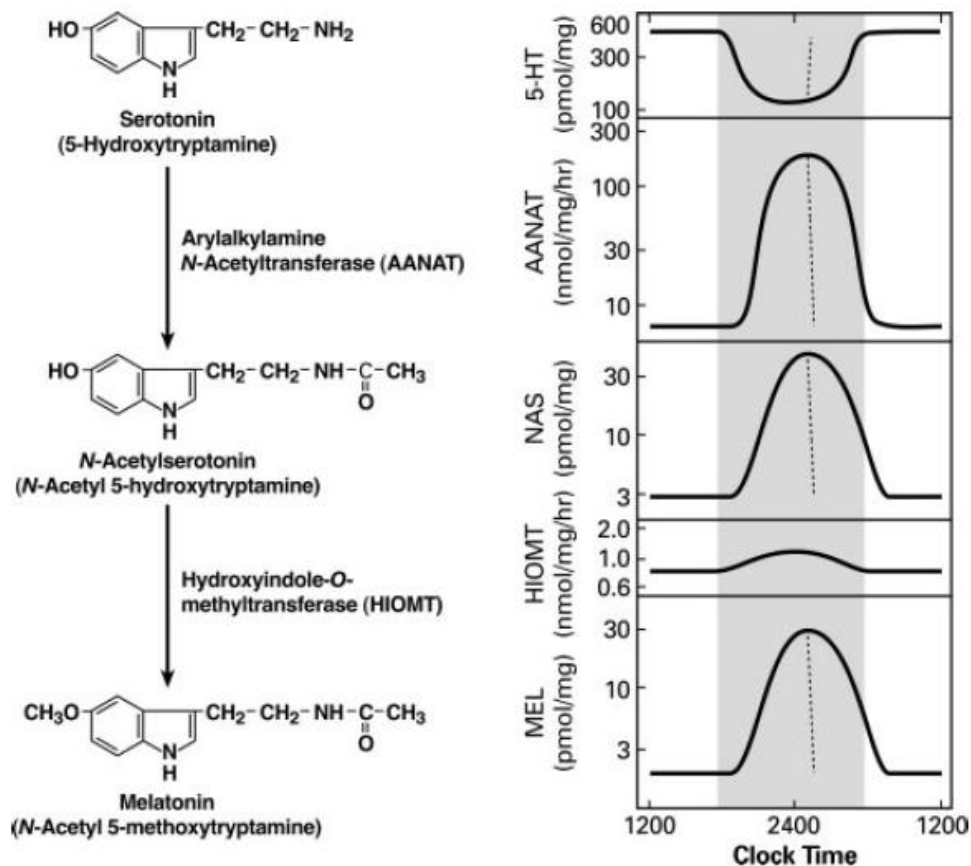 HO
CH2-CH2-NH2
N
H
Serotonin
(5-Hydroxytryptamine)
Arylalkylamine
N-Acetyltransferase (AANAT)
HO
CH2-CH2-NH-C-CH3
O
N
H
N-Acetylserotonin
(N-Acetyl 5-hydroxytryptamine)
Hydroxyindole-O-
methyltransferase (HIOMT)
CH3O
CH2-CH2-NH-C-CH3
O
N
H
Melatonin
(N-Acetyl 5-methoxytryptamine)
5-HT
(pmol/mg)
600
300
100
AANAT
(nmol/mg/hr)
300
100
30
10
NAS
(pmol/mg)
30
10
3
HIOMT
(nmol/mg/hr)
2.0
1.0
0.6
MEL
(pmol/mg)
30
10
3
1200 2400 1200
Clock Time